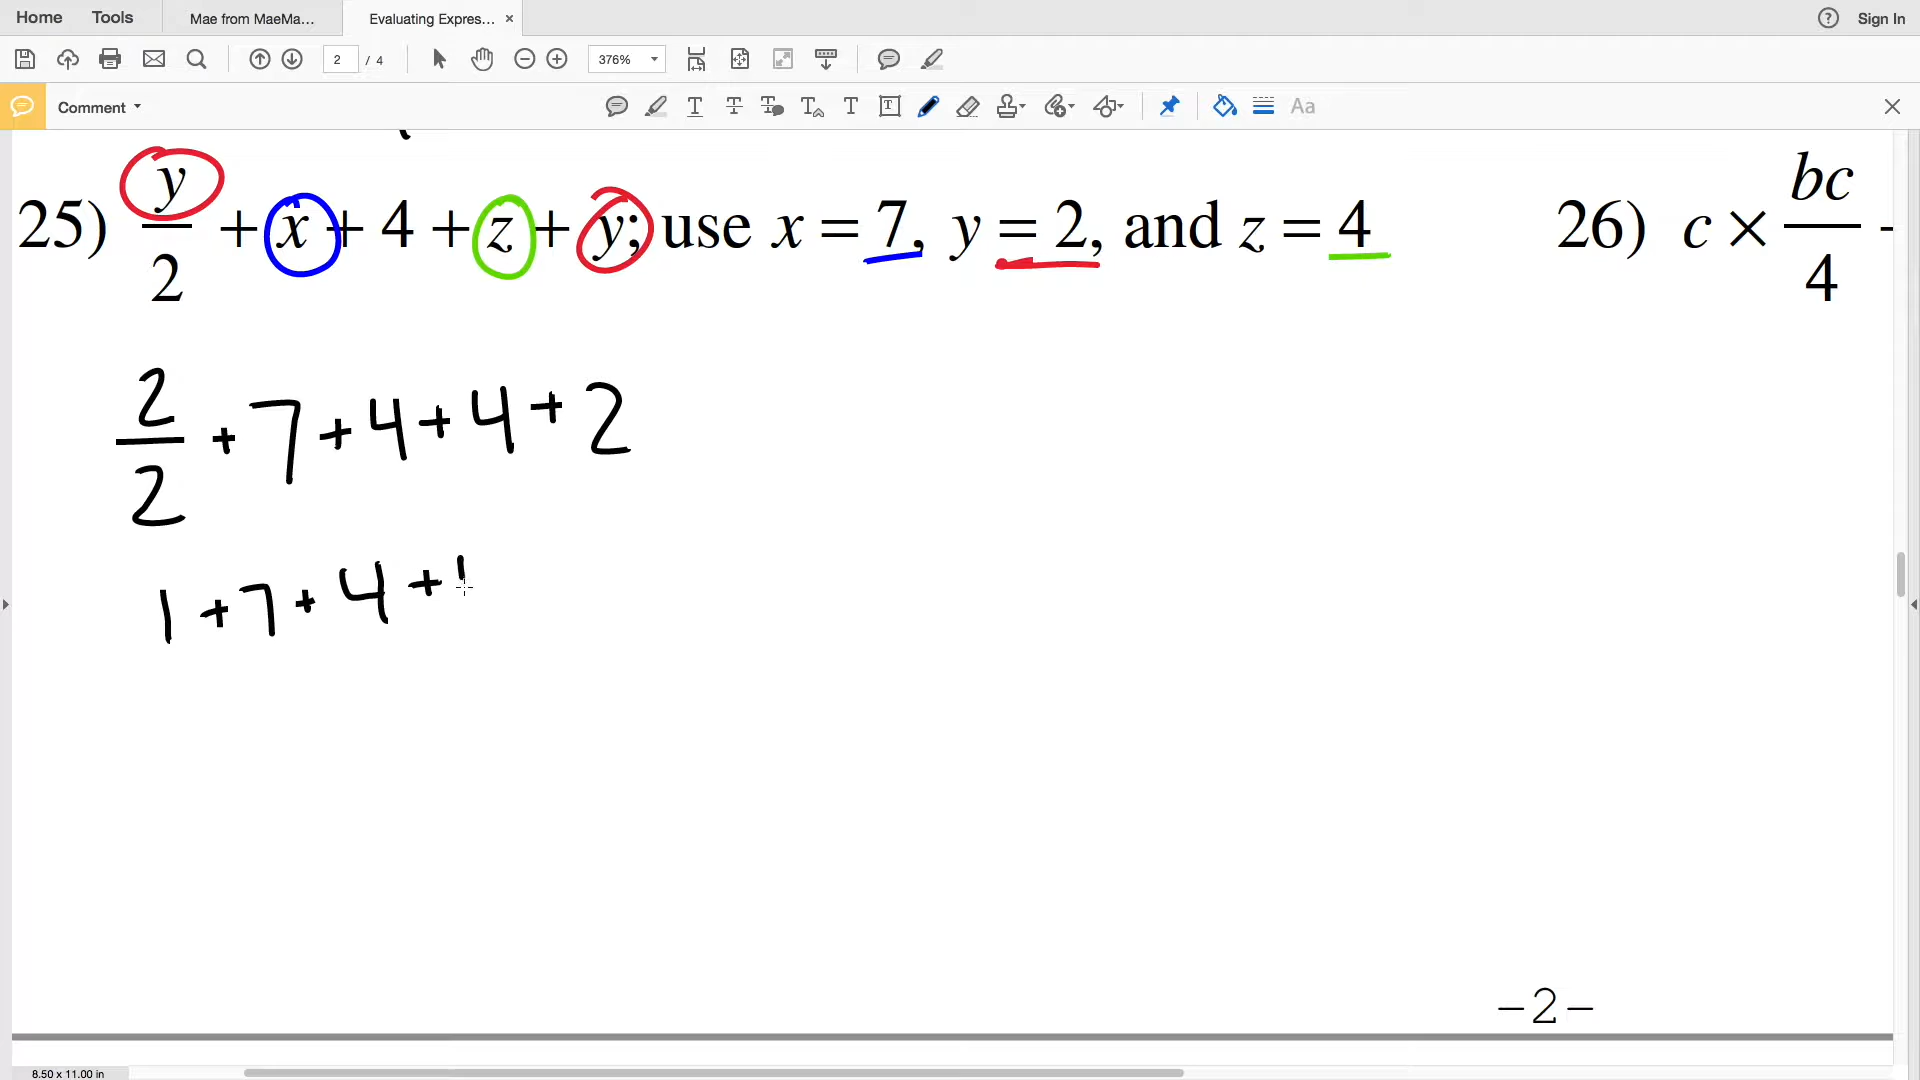 Home Tools Mae from MaeMa... Evaluating Expres... × ? Sign In
2 / 4 376%
Comment Aa
25) y/2 + x + 4 + z + y; use x = 7, y = 2, and z = 4 26) c × bc/4 -
2/2 + 7 + 4 + 4 + 2
1 + 7 + 4 +
-2-
8.50 x 11.00 in